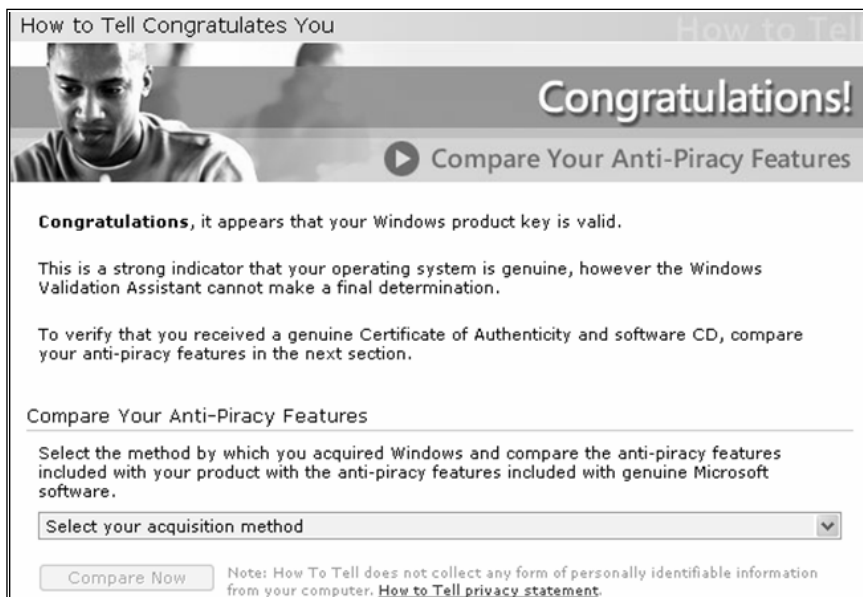 How to Tell Congratulates You
How to Tell
Congratulations!
Compare Your Anti-Piracy Features
Congratulations, it appears that your Windows product key is valid.
This is a strong indicator that your operating system is genuine, however the Windows
Validation Assistant cannot make a final determination.
To verify that you received a genuine Certificate of Authenticity and software CD, compare
your anti-piracy features in the next section.
Compare Your Anti-Piracy Features
Select the method by which you acquired Windows and compare the anti-piracy features
included with your product with the anti-piracy features included with genuine Microsoft
software.
Select your acquisition method
Compare Now
Note: How To Tell does not collect any form of personally identifiable information
from your computer. How to Tell privacy statement.